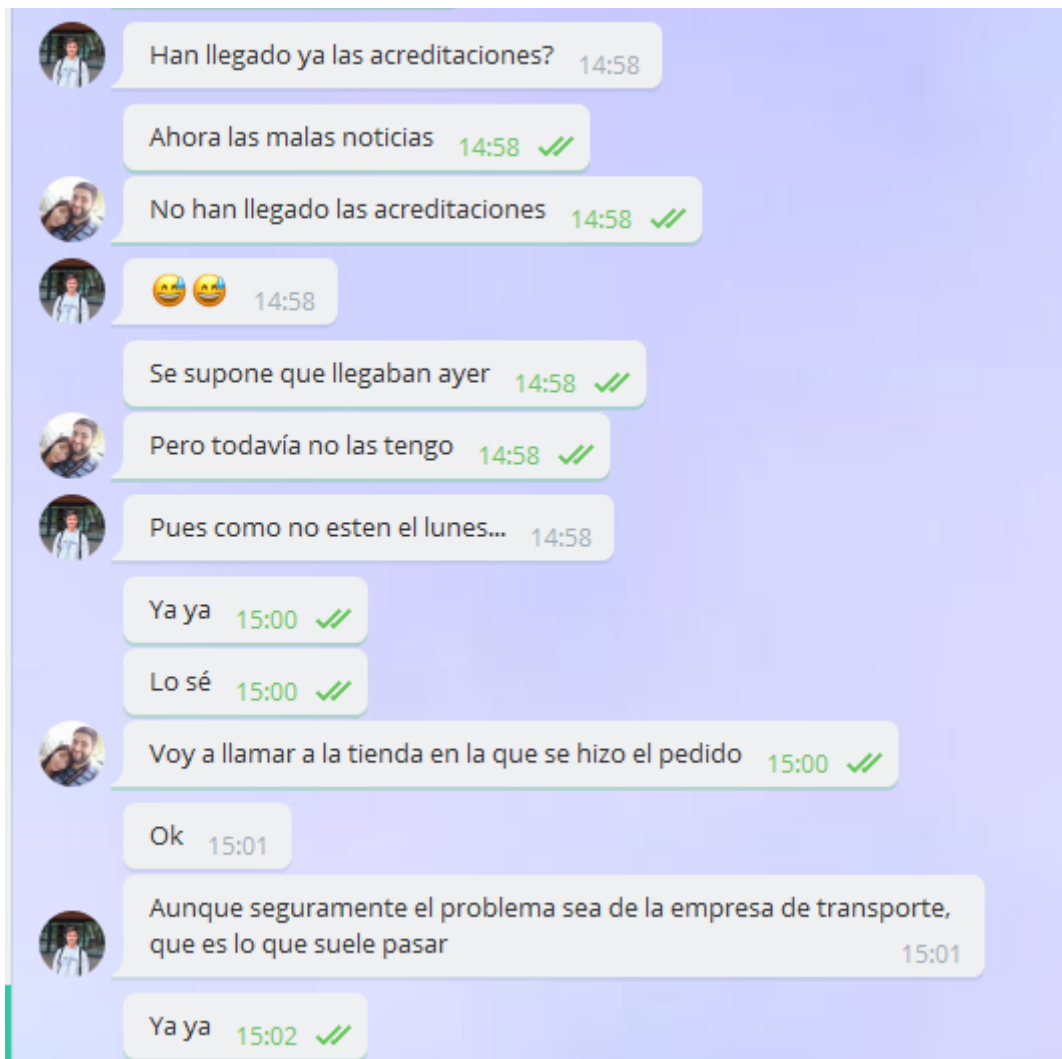 Han llegado ya las acreditaciones? 14:58
Ahora las malas noticias 14:58
No han llegado las acreditaciones 14:58
😅😅 14:58
Se supone que llegaban ayer 14:58
Pero todavía no las tengo 14:58
Pues como no esten el lunes... 14:58
Ya ya 15:00
Lo sé 15:00
Voy a llamar a la tienda en la que se hizo el pedido 15:00
Ok 15:01
Aunque seguramente el problema sea de la empresa de transporte,
que es lo que suele pasar 15:01
Ya ya 15:02